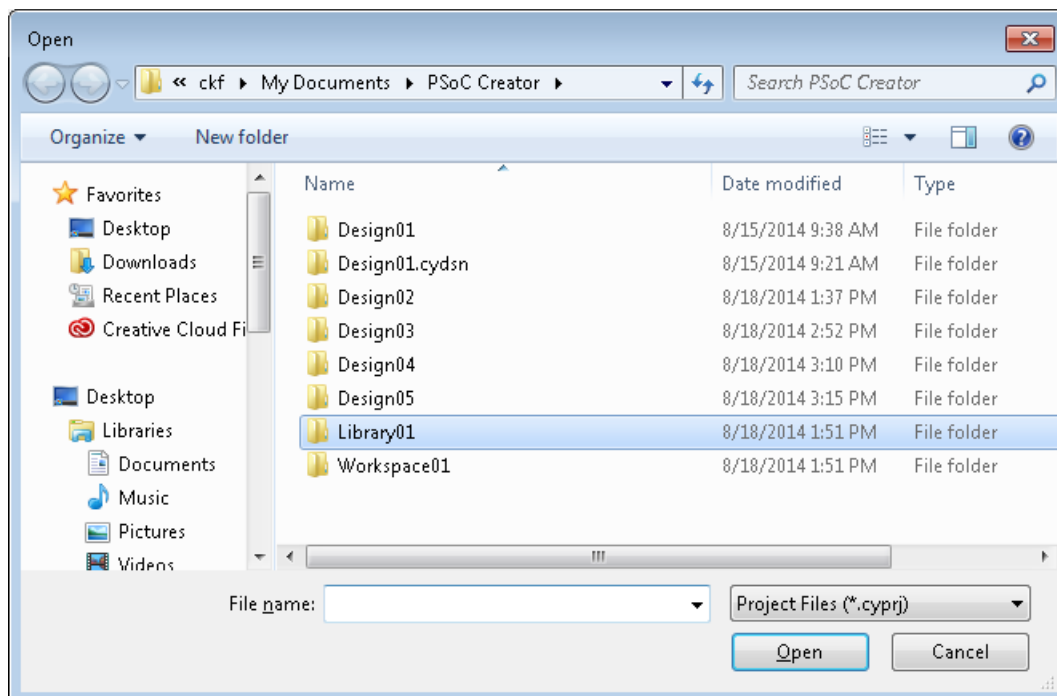 Open
« ckf ▸ My Documents ▸ PSoC Creator ▸ Search PSoC Creator
Organize New folder
Name Date modified Type
Favorites
Desktop
Downloads
Recent Places
Creative Cloud Fi
Desktop
Libraries
Documents
Music
Pictures
Videos
Design01 8/15/2014 9:38 AM File folder
Design01.cydsn 8/15/2014 9:21 AM File folder
Design02 8/18/2014 1:37 PM File folder
Design03 8/18/2014 2:52 PM File folder
Design04 8/18/2014 3:10 PM File folder
Design05 8/18/2014 3:15 PM File folder
Library01 8/18/2014 1:51 PM File folder
Workspace01 8/18/2014 1:51 PM File folder
File name: Project Files (*.cyprj)
Open Cancel